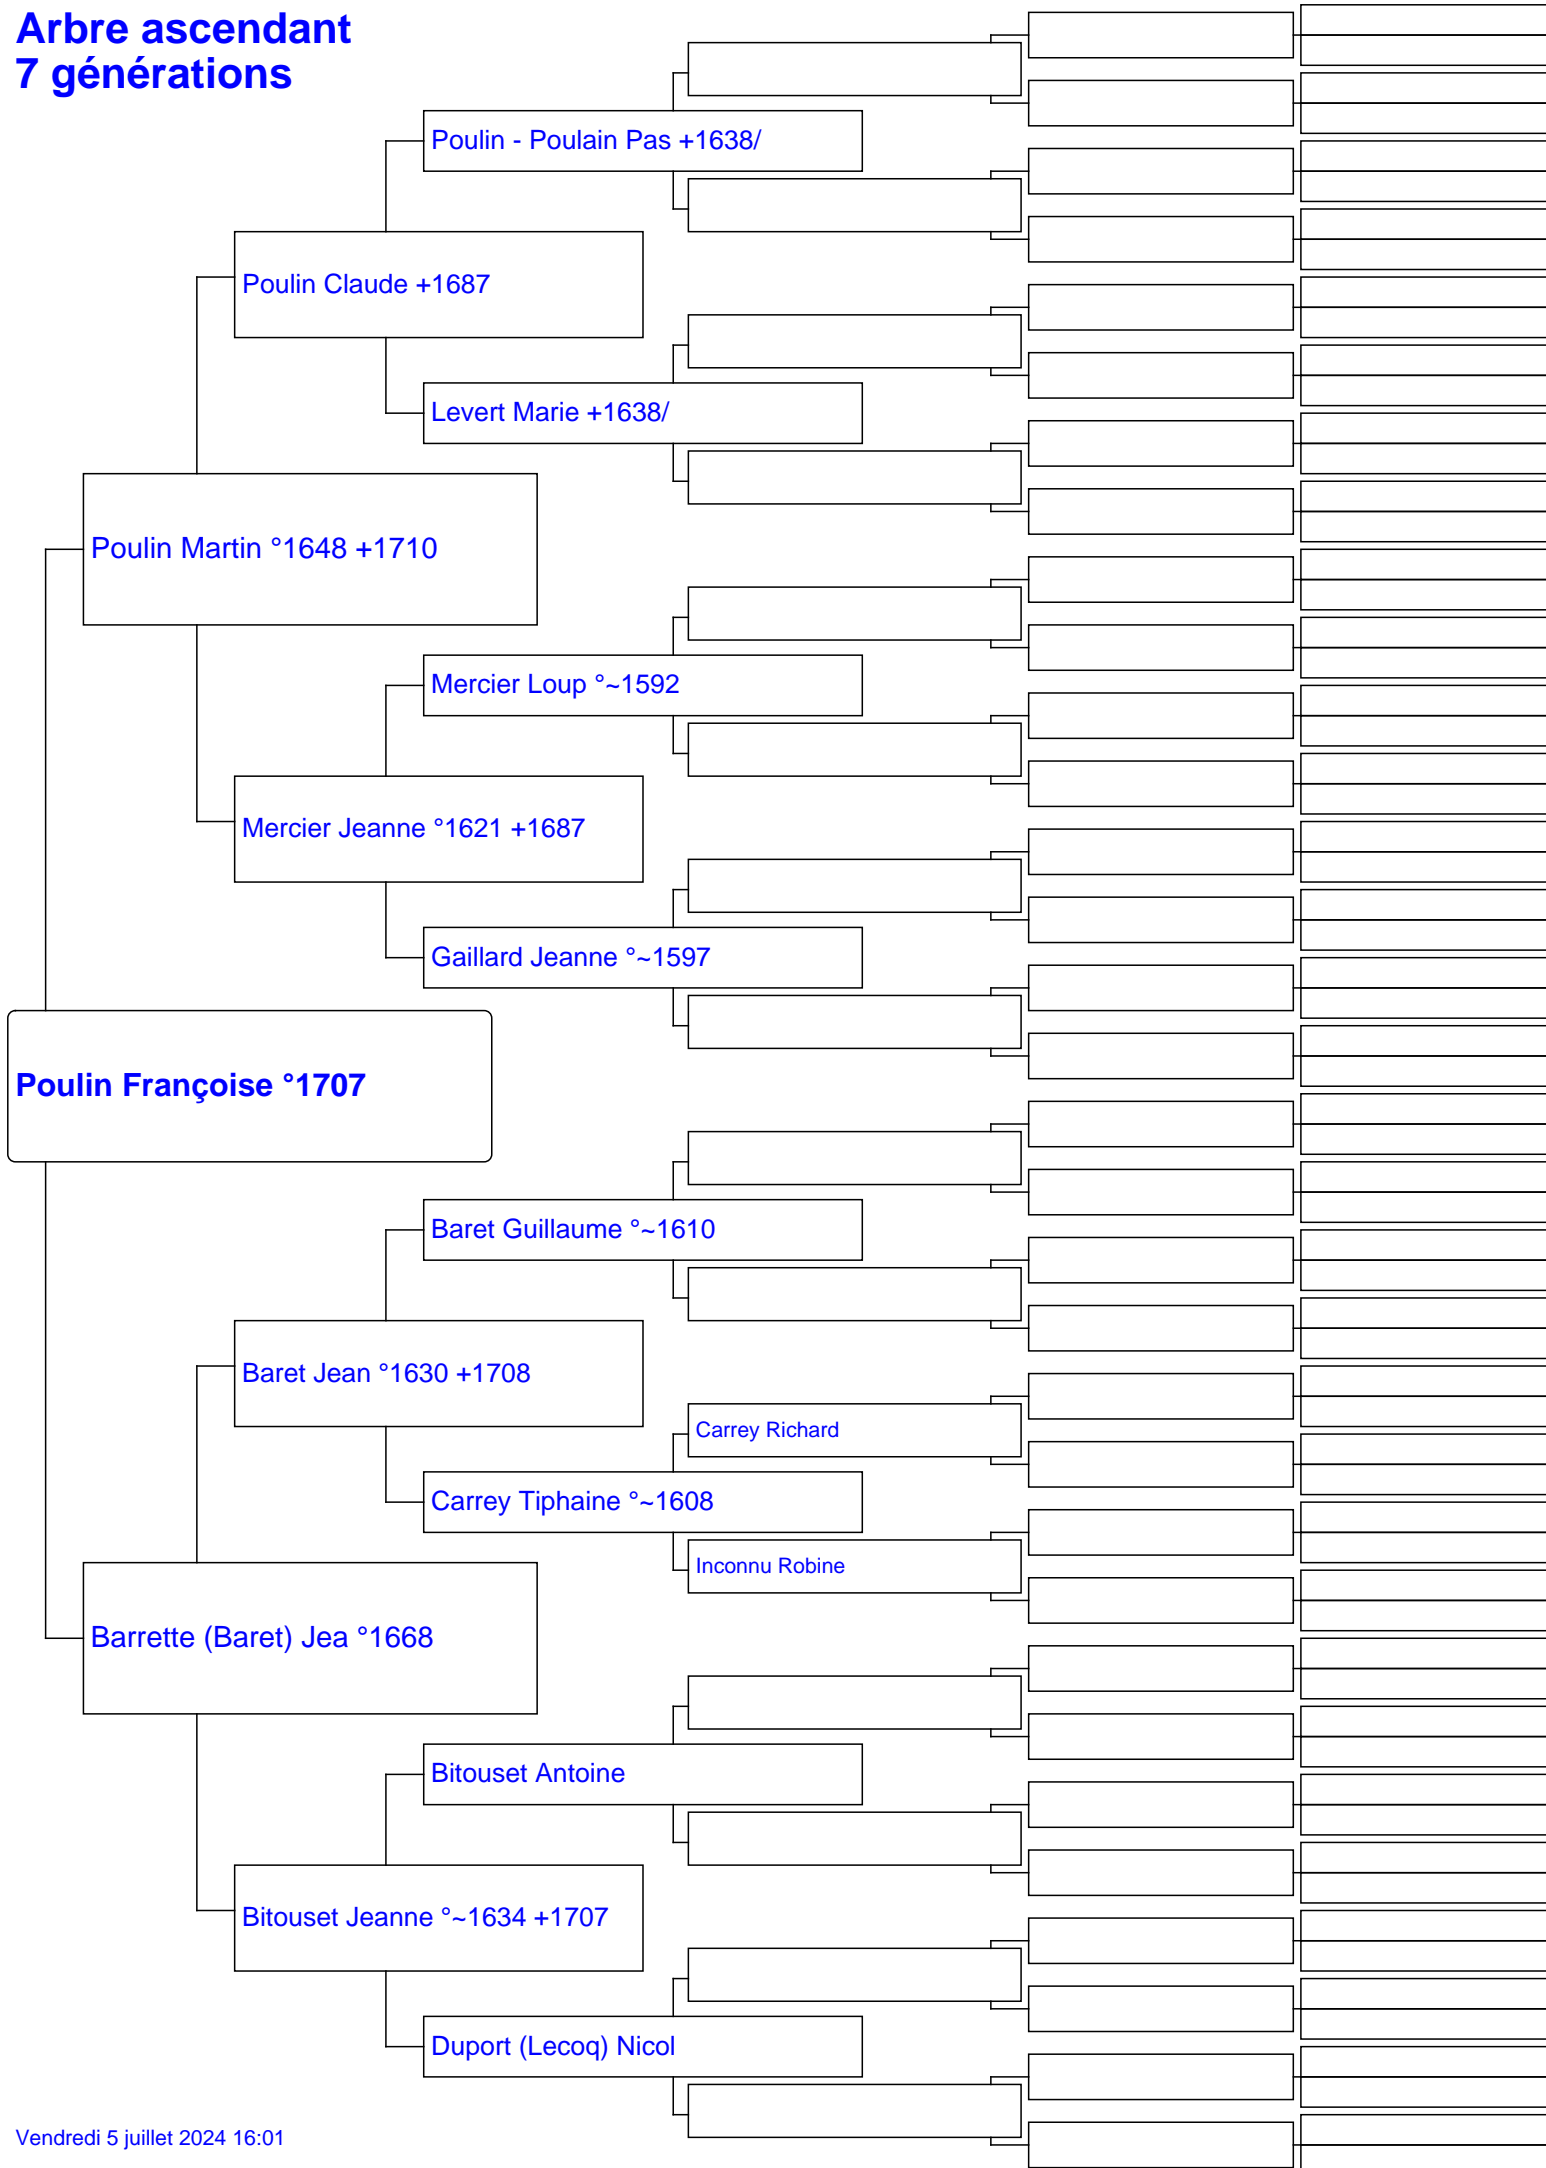 Arbre ascendant
7 générations
Poulin - Poulain Pas +1638/
Poulin Claude +1687
Levert Marie +1638/
Poulin Martin °1648 +1710
Mercier Loup °~1592
Mercier Jeanne °1621 +1687
Gaillard Jeanne °~1597
Poulin Françoise °1707
Baret Guillaume °~1610
Baret Jean °1630 +1708
Carrey Richard
Carrey Tiphaine °~1608
Inconnu Robine
Barrette (Baret) Jea °1668
Bitouset Antoine
Bitouset Jeanne °~1634 +1707
Duport (Lecoq) Nicol
Vendredi 5 juillet 2024 16:01